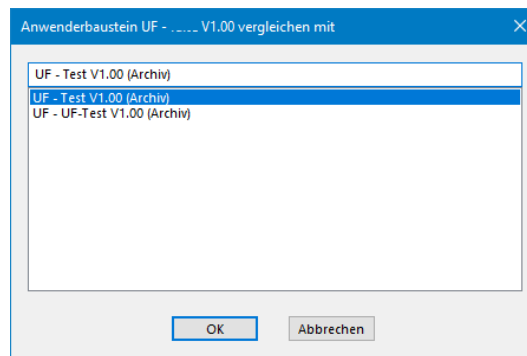 Anwenderbaustein UF - V1.00 vergleichen mit
UF - Test V1.00 (Archiv)
UF - Test V1.00 (Archiv)
UF - UF-Test V1.00 (Archiv)
OK
Abbrechen